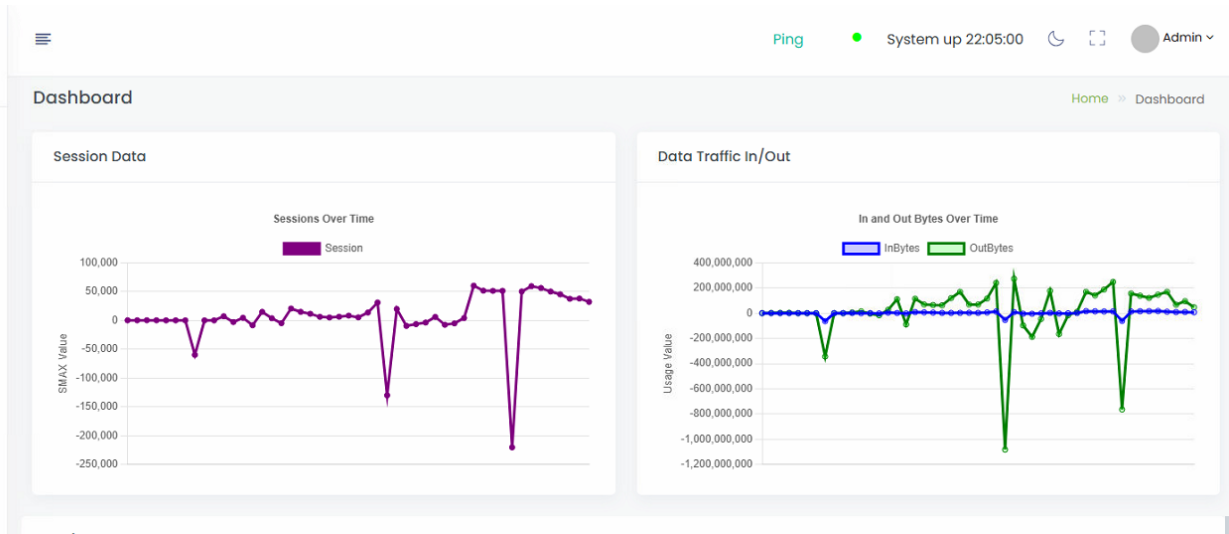 Ping
System up 22:05:00
Admin
Dashboard
Home » Dashboard
Session Data
Sessions Over Time
Session
100,000
50,000
0
-50,000
-100,000
-150,000
-200,000
-250,000
SMAX Value
Data Traffic In/Out
In and Out Bytes Over Time
InBytes
OutBytes
400,000,000
200,000,000
0
-200,000,000
-400,000,000
-600,000,000
-800,000,000
-1,000,000,000
-1,200,000,000
Usage Value